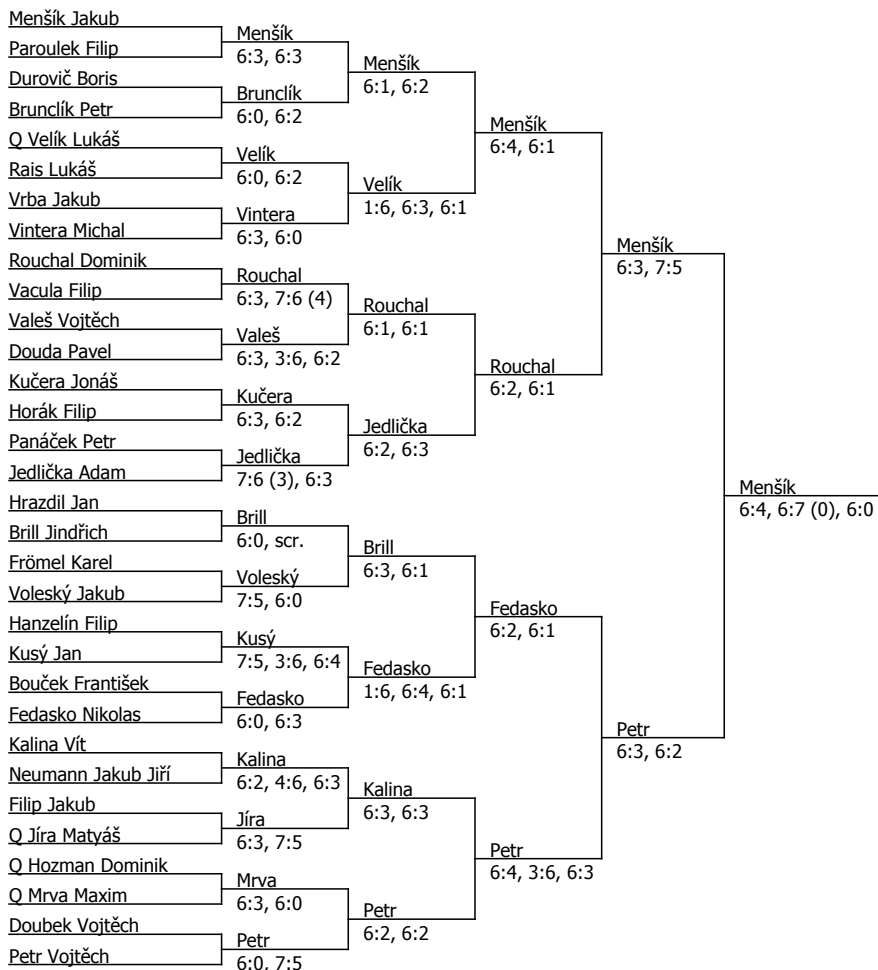 Menšík Jakub
Paroulek Filip
Durovič Boris
Brunclík Petr
Q Velík Lukáš
Rais Lukáš
Vrba Jakub
Vintera Michal
Rouchal Dominik
Vacula Filip
Valeš Vojtěch
Douda Pavel
Kučera Jonáš
Horák Filip
Panáček Petr
Jedlička Adam
Hrazdil Jan
Brill Jindřich
Frömel Karel
Voleský Jakub
Hanzelín Filip
Kusý Jan
Bouček František
Fedasko Nikolas
Kalina Vít
Neumann Jakub Jiří
Filip Jakub
Q Jíra Matyáš
Q Hozman Dominik
Q Mrva Maxim
Doubek Vojtěch
Petr Vojtěch
Menšík
6:3, 6:3
Brunclík
6:0, 6:2
Velík
6:0, 6:2
Vintera
6:3, 6:0
Rouchal
6:3, 7:6 (4)
Valeš
6:3, 3:6, 6:2
Kučera
6:3, 6:2
Jedlička
7:6 (3), 6:3
Brill
6:0, scr.
Voleský
7:5, 6:0
Kusý
7:5, 3:6, 6:4
Fedasko
6:0, 6:3
Kalina
6:2, 4:6, 6:3
Jíra
6:3, 7:5
Mrva
6:3, 6:0
Petr
6:0, 7:5
Menšík
6:1, 6:2
Velík
1:6, 6:3, 6:1
Rouchal
6:1, 6:1
Jedlička
6:2, 6:3
Brill
6:3, 6:1
Fedasko
1:6, 6:4, 6:1
Kalina
6:3, 6:3
Petr
6:2, 6:2
Menšík
6:4, 6:1
Rouchal
6:2, 6:1
Fedasko
6:2, 6:1
Petr
6:4, 3:6, 6:3
Menšík
6:3, 7:5
Petr
6:3, 6:2
Menšík
6:4, 6:7 (0), 6:0